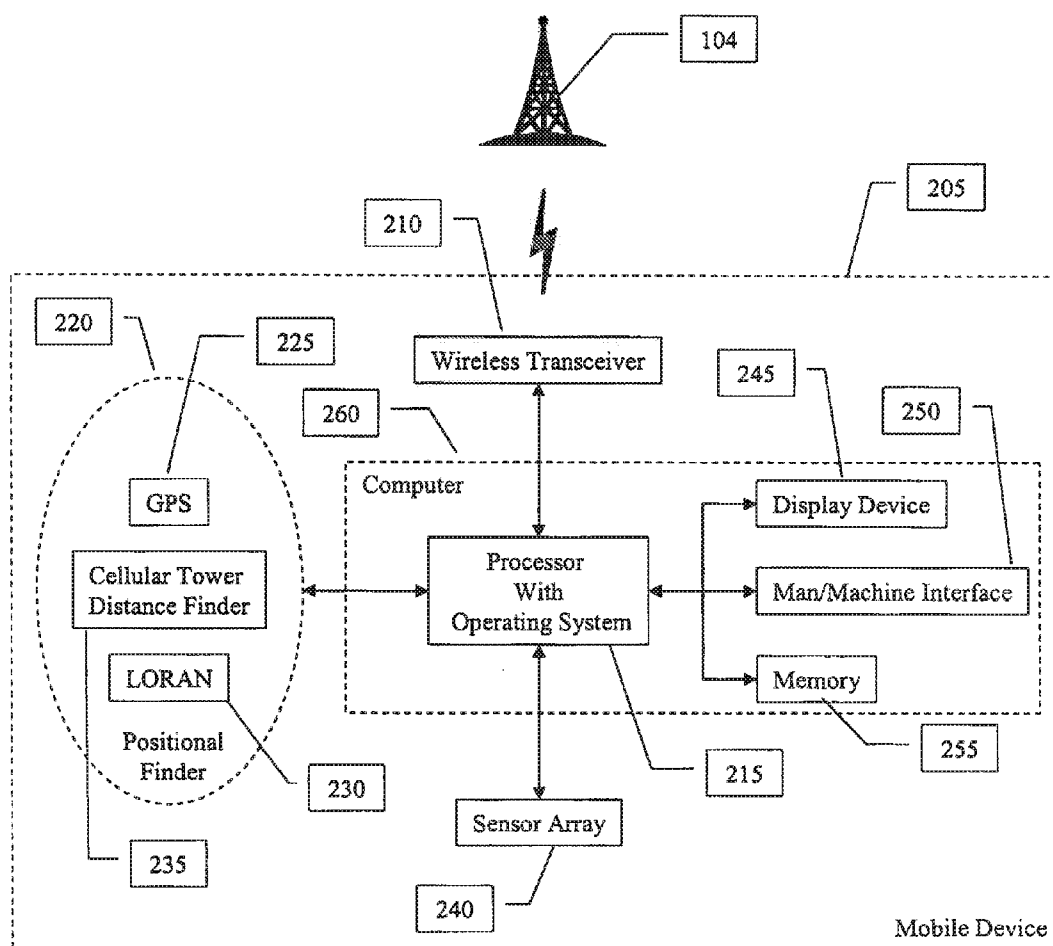 104
205
210
220
225
Wireless Transceiver
245
250
260
Computer
GPS
Display Device
Cellular Tower
Distance Finder
Processor
With
Operating System
Man/Machine Interface
LORAN
Memory
Positional
Finder
230
215
255
Sensor Array
235
240
Mobile Device